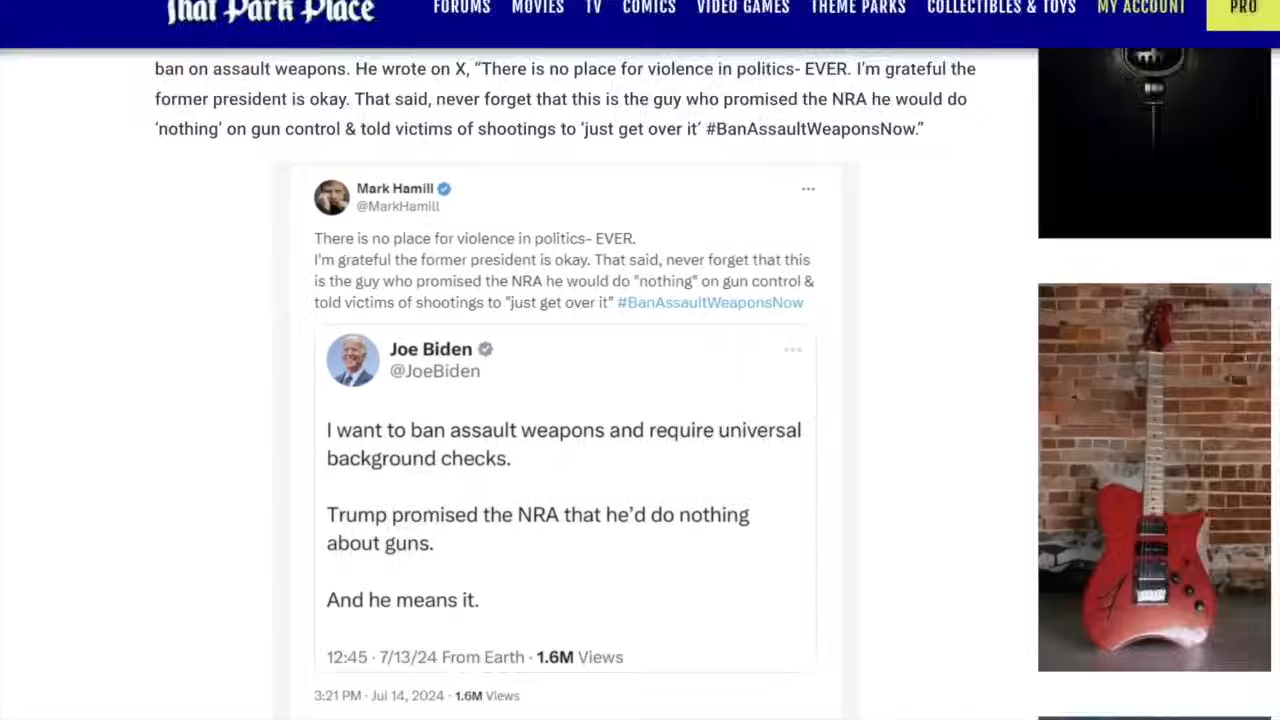 That Park Place
FORUMS MOVIES TV COMICS VIDEO GAMES THEME PARKS COLLECTIBLES & TOYS MY ACCOUNT PRO
ban on assault weapons. He wrote on X, “There is no place for violence in politics- EVER. I’m grateful the
former president is okay. That said, never forget that this is the guy who promised the NRA he would do
‘nothing’ on gun control & told victims of shootings to ‘just get over it’ #BanAssaultWeaponsNow.”
Mark Hamill
@MarkHamill
There is no place for violence in politics- EVER.
I'm grateful the former president is okay. That said, never forget that this
is the guy who promised the NRA he would do "nothing" on gun control &
told victims of shootings to "just get over it" #BanAssaultWeaponsNow
Joe Biden
@JoeBiden
I want to ban assault weapons and require universal
background checks.
Trump promised the NRA that he’d do nothing
about guns.
And he means it.
12:45 · 7/13/24 From Earth · 1.6M Views
3:21 PM · Jul 14, 2024 · 1.6M Views